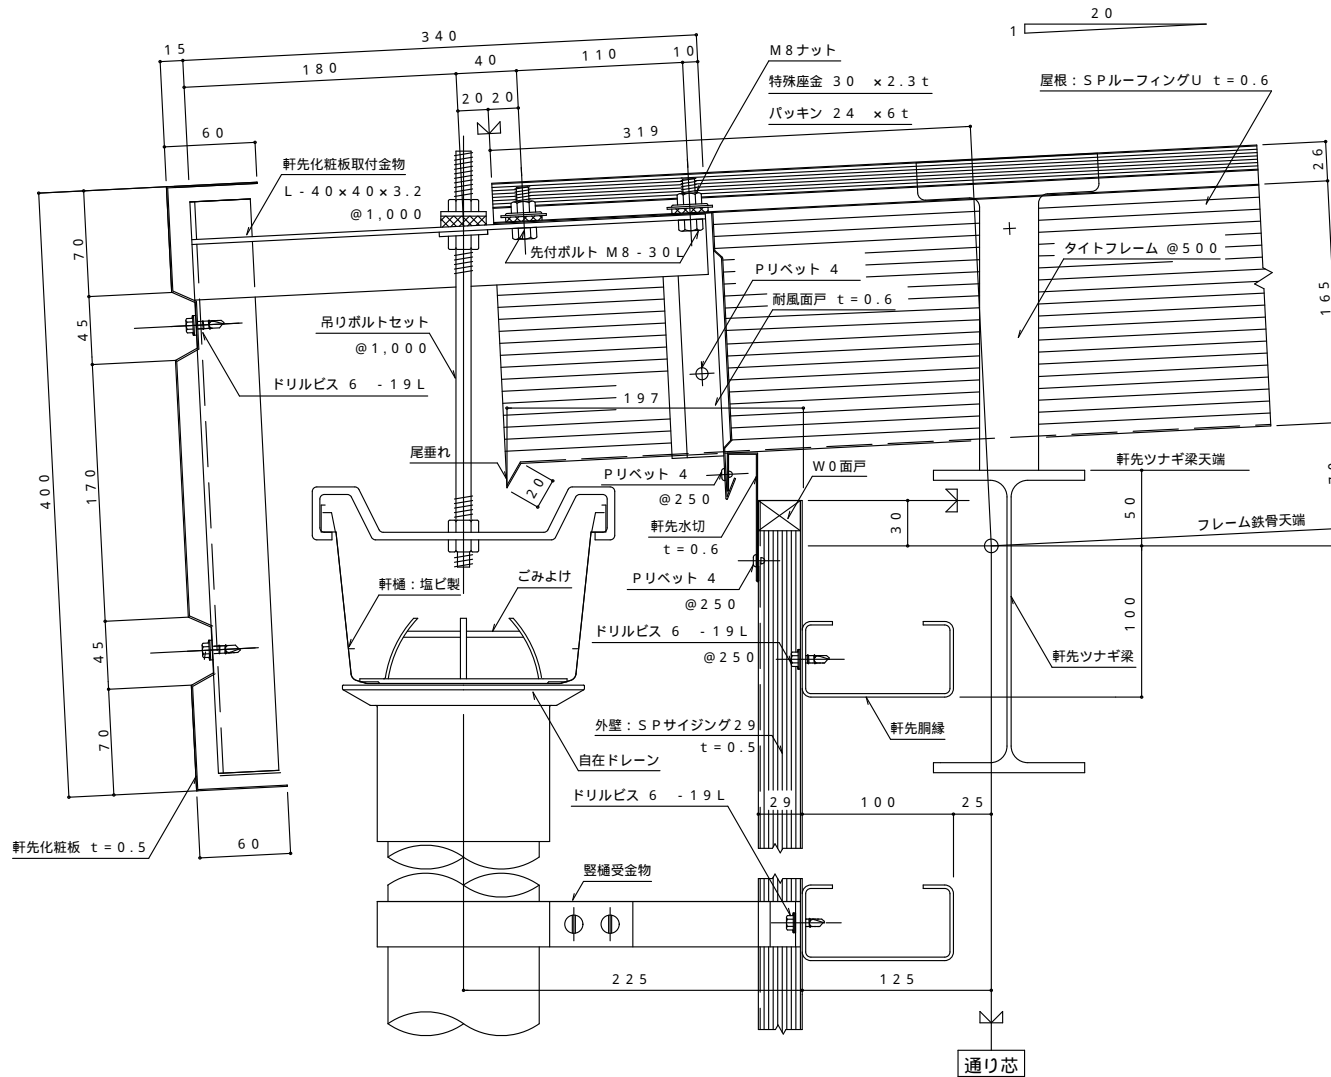 20
1
340
15
180
40
110
10
M8ナット
特殊座金 30 ×2.3t
パッキン 24 ×6t
屋根:SPルーフィングU t=0.6
20 20
319
60
26
軒先化粧板取付金物
L-40×40×3.2
@1,000
先付ボルト M8-30L
タイトフレーム @500
70
Pリベット 4
耐風面戸 t=0.6
165
吊りボルトセット
@1,000
45
ドリルビス 6 -19L
197
尾垂れ
400
170
20
Pリベット 4
@250
W0面戸
軒先ツナギ梁天端
50
30
軒先水切
t=0.6
フレーム鉄骨天端
軒樋:塩ビ製
ごみよけ
Pリベット 4
@250
100
ドリルビス 6 -19L
@250
45
軒先ツナギ梁
外壁:SPサイジング29
t=0.5
軒先胴縁
70
自在ドレーン
ドリルビス 6 -19L
29
100
25
軒先化粧板 t=0.5
60
竪樋受金物
225
125
通り芯